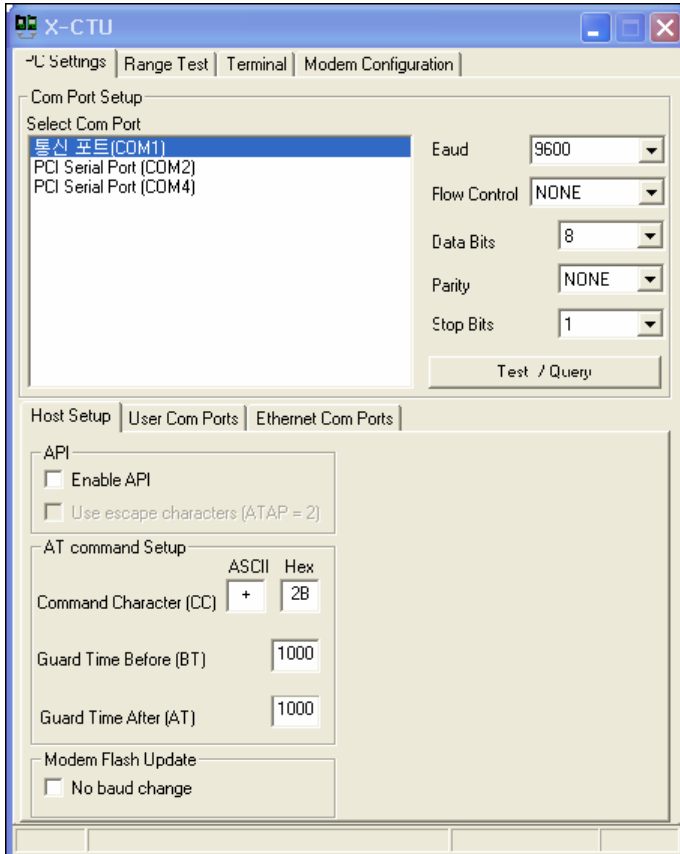 X-CTU
PC Settings Range Test Terminal Modem Configuration
Com Port Setup
Select Com Port
통신 포트(COM1)
PCI Serial Port (COM2)
PCI Serial Port (COM4)
Eaud 9600
Flow Control NONE
Data Bits 8
Parity NONE
Stop Bits 1
Test / Query
Host Setup User Com Ports Ethernet Com Ports
API
Enable API
Use escape characters (ATAP = 2)
AT command Setup
ASCII Hex
Command Character (CC) + 2B
Guard Time Before (BT) 1000
Guard Time After (AT) 1000
Modem Flash Update
No baud change